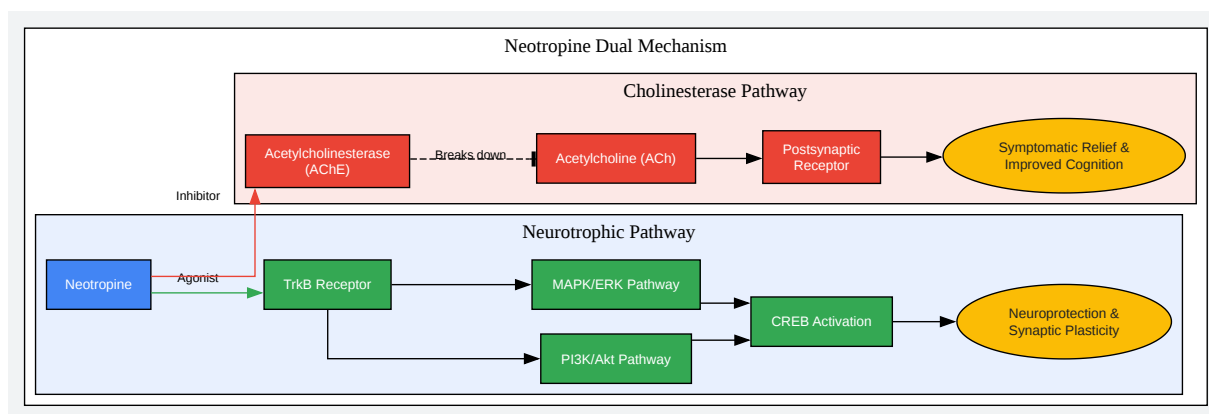 Neotropine Dual Mechanism
Cholinesterase Pathway
Acetylcholinesterase
(AChE)
Breaks down
Acetylcholine (ACh)
Postsynaptic
Receptor
Symptomatic Relief &
Improved Cognition
Inhibitor
Neurotrophic Pathway
Neotropine
Agonist
TrkB Receptor
MAPK/ERK Pathway
PI3K/Akt Pathway
CREB Activation
Neuroprotection &
Synaptic Plasticity